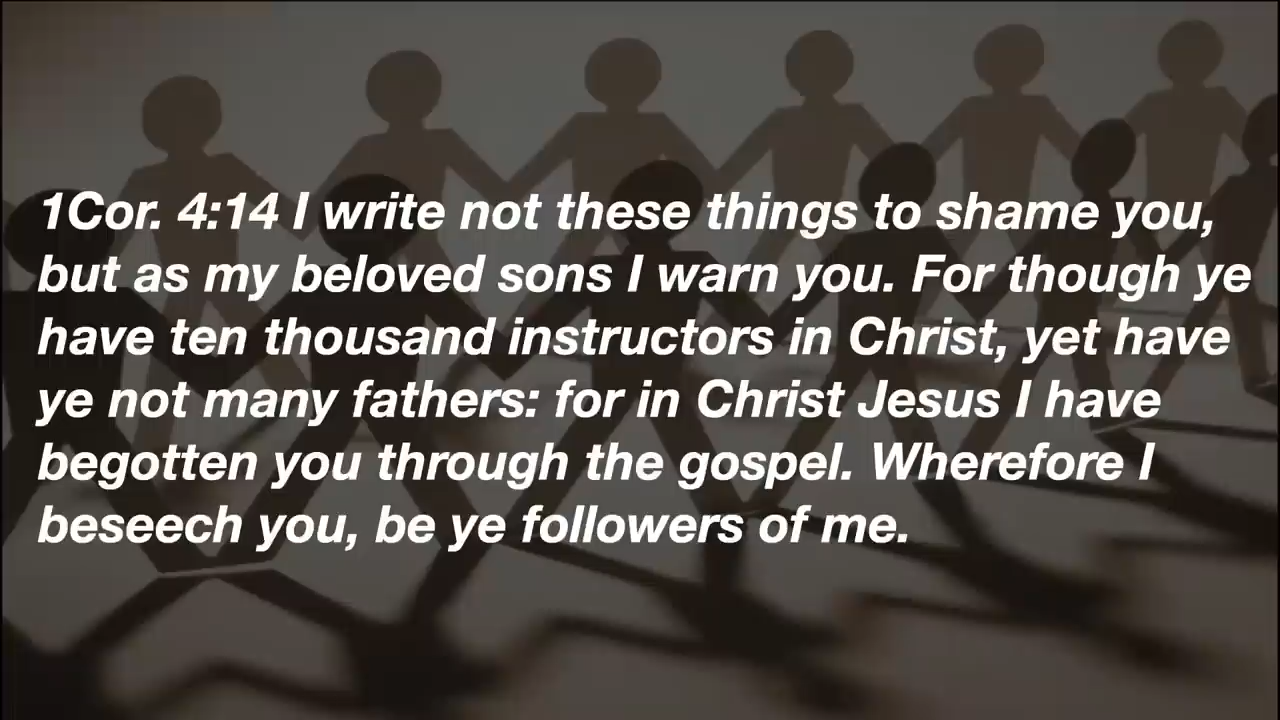 1Cor. 4:14 I write not these things to shame you,
but as my beloved sons I warn you. For though ye
have ten thousand instructors in Christ, yet have
ye not many fathers: for in Christ Jesus I have
begotten you through the gospel. Wherefore I
beseech you, be ye followers of me.